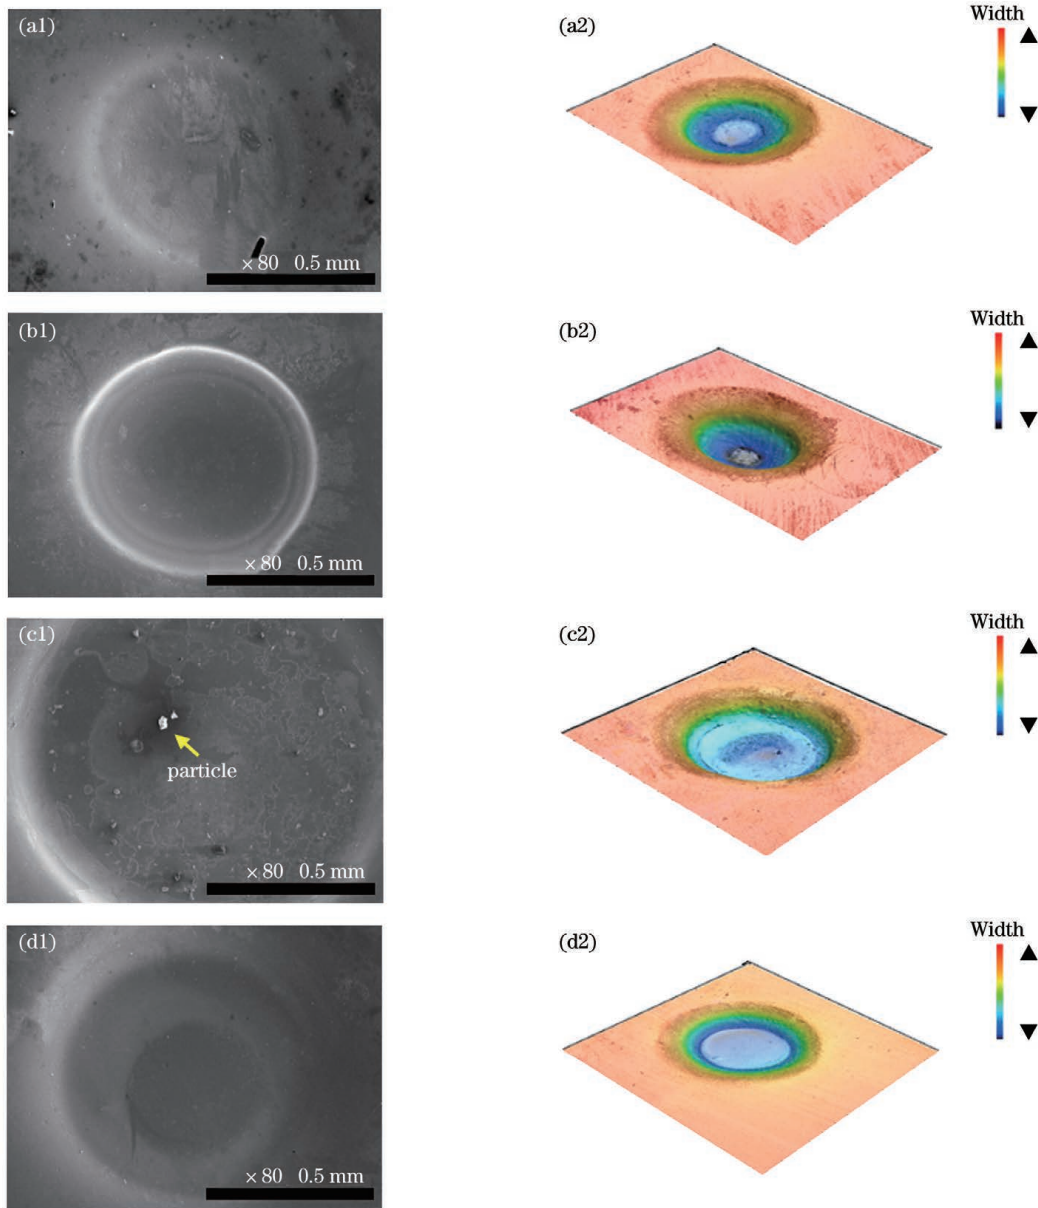 (a1)
×80 0.5 mm
(a2)
Width
(b1)
×80 0.5 mm
(b2)
Width
(c1)
particle
×80 0.5 mm
(c2)
Width
(d1)
×80 0.5 mm
(d2)
Width